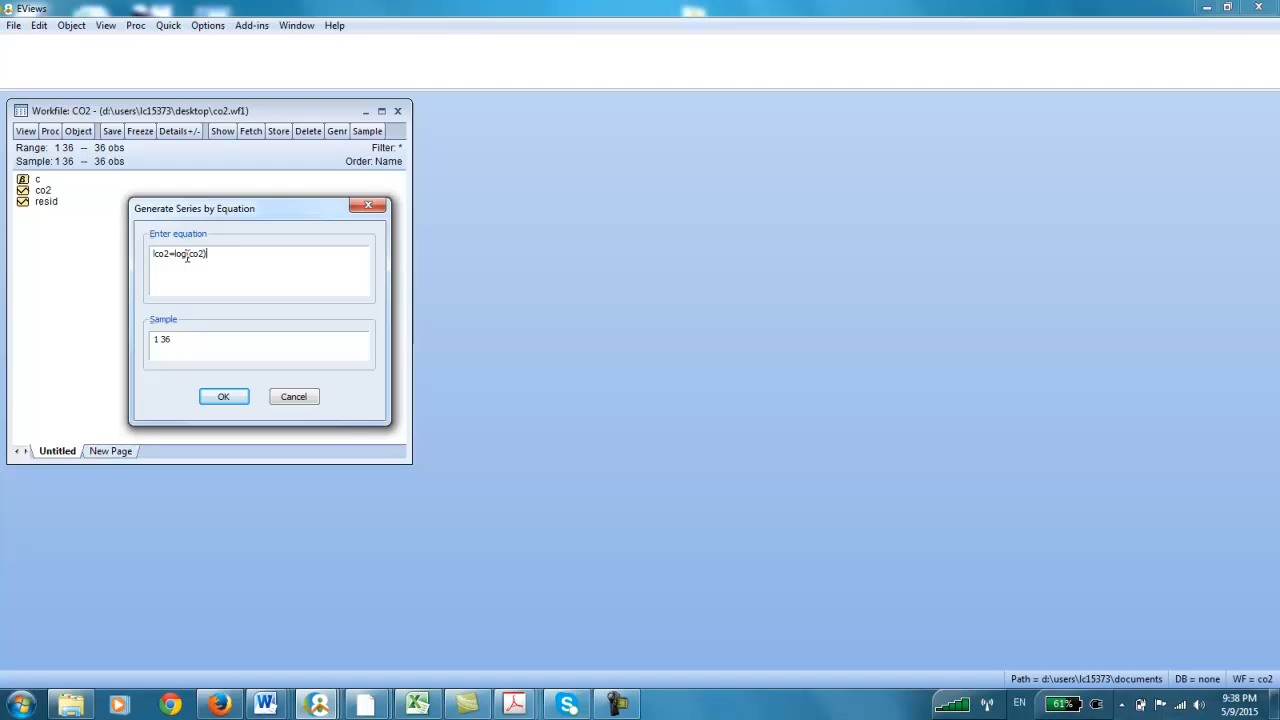 EViews
File Edit Object View Proc Quick Options Add-ins Window Help
Workfile: CO2 - (d:\users\lc15373\desktop\co2.wf1)
View Proc Object Save Freeze Details+/- Show Fetch Store Delete Genr Sample
Range: 1 36 -- 36 obs Filter: *
Sample: 1 36 -- 36 obs Order: Name
c
co2
resid
Generate Series by Equation
Enter equation
lco2=log(co2)
Sample
1 36
OK Cancel
Untitled New Page
Path = d:\users\lc15373\documents DB = none WF = co2
EN 61% 9:38 PM
5/9/2015